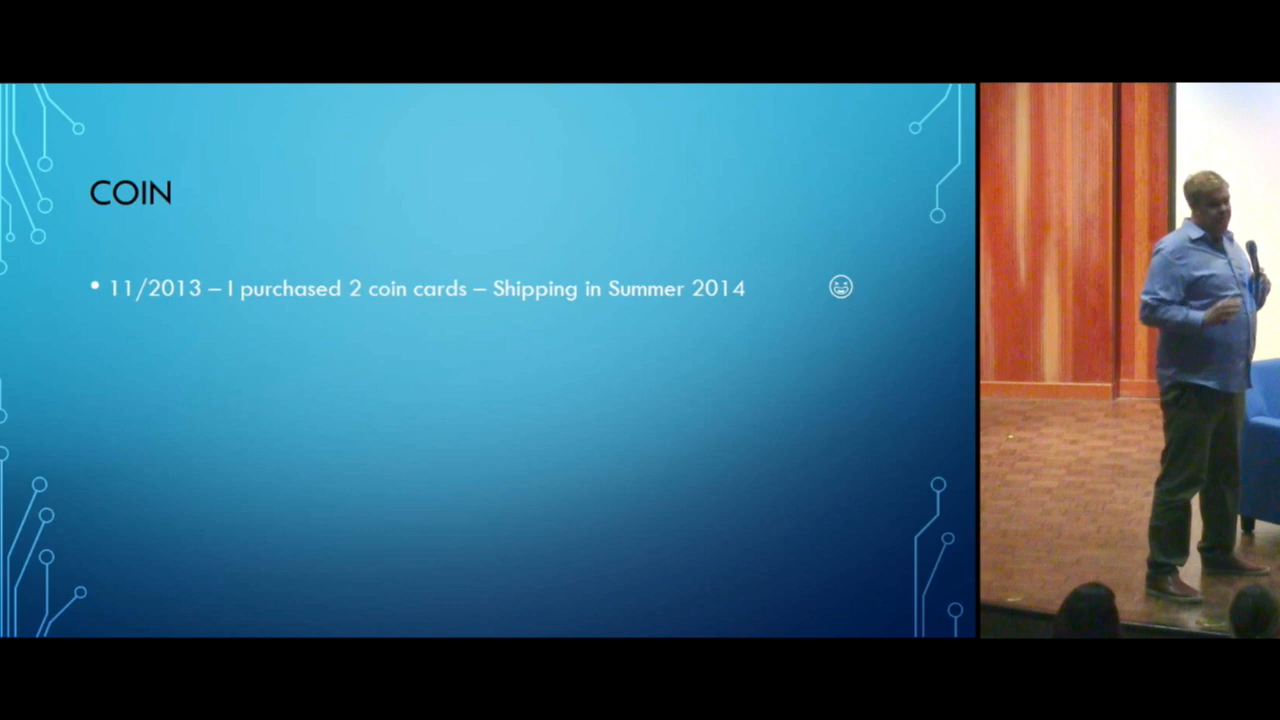 COIN
• 11/2013 – I purchased 2 coin cards – Shipping in Summer 2014 😆